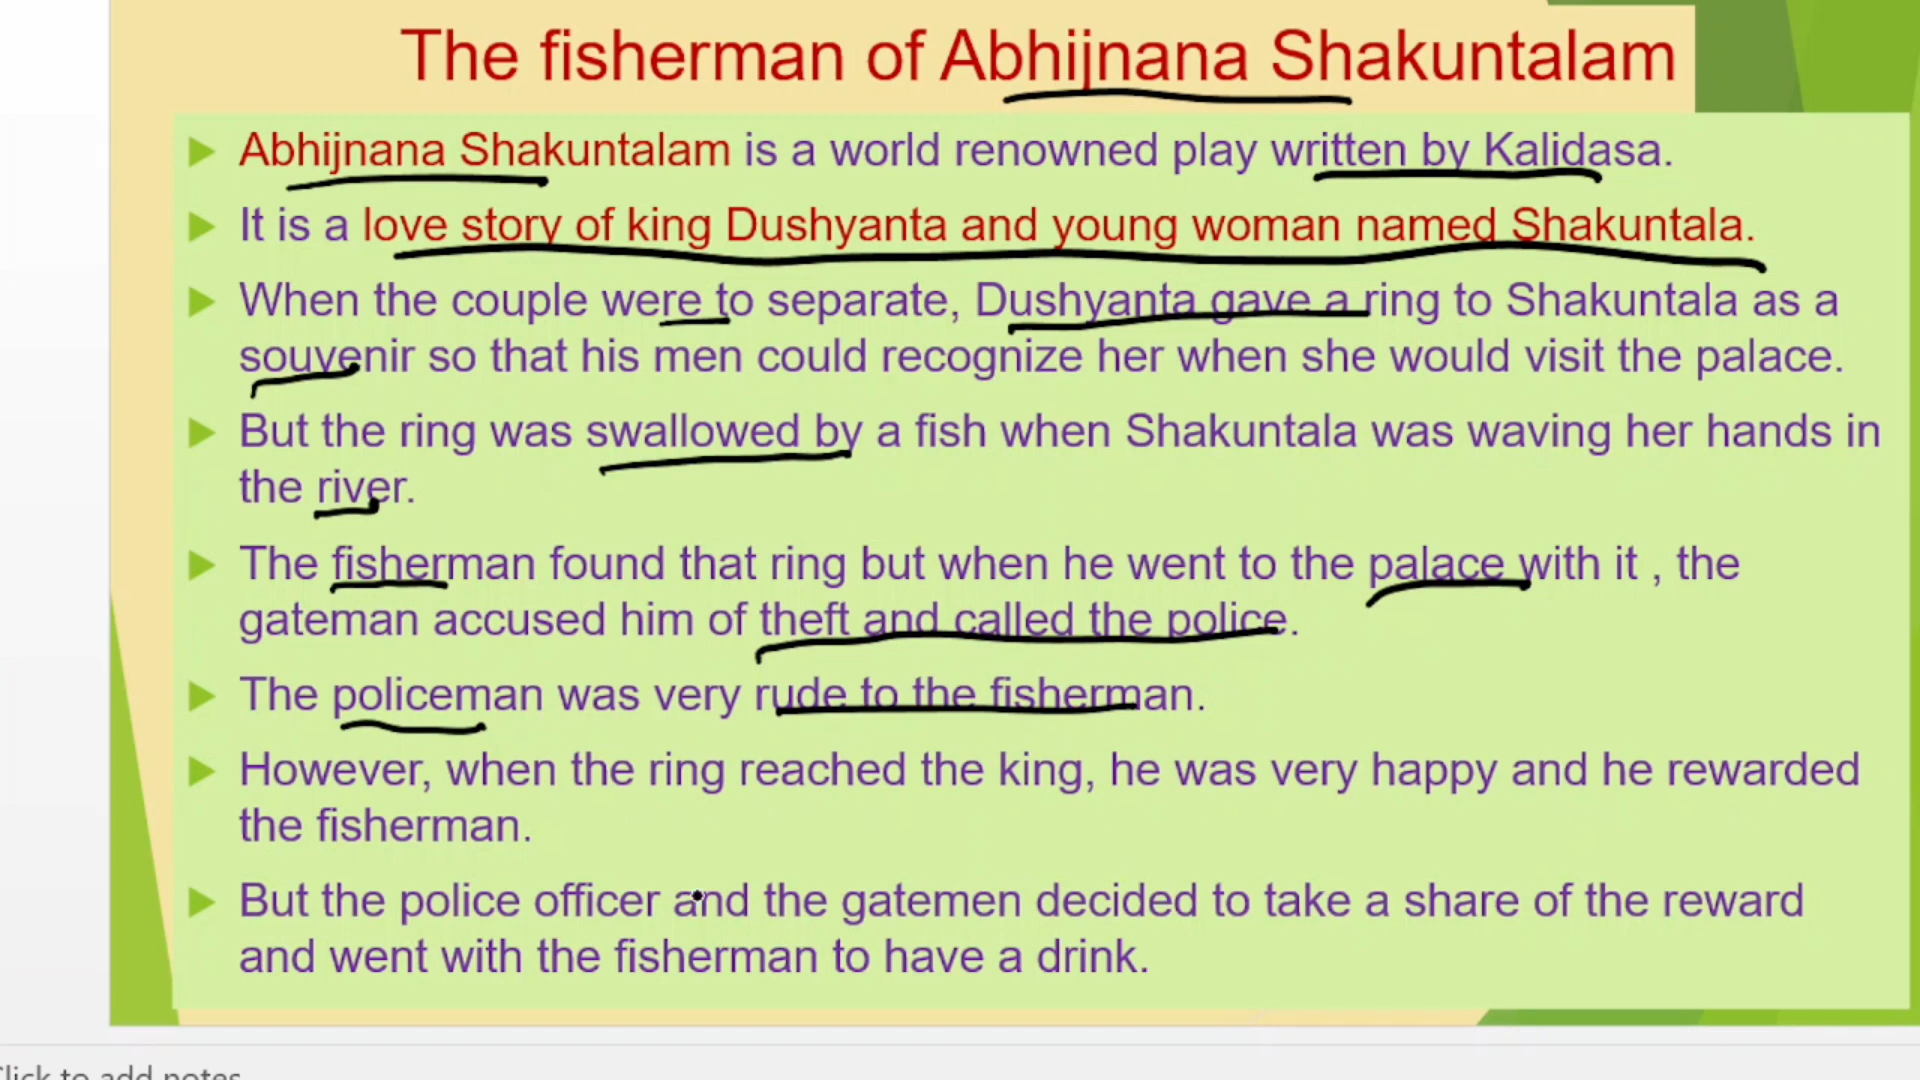 The fisherman of Abhijnana Shakuntalam
Abhijnana Shakuntalam is a world renowned play written by Kalidasa.
It is a love story of king Dushyanta and young woman named Shakuntala.
When the couple were to separate, Dushyanta gave a ring to Shakuntala as a
souvenir so that his men could recognize her when she would visit the palace.
But the ring was swallowed by a fish when Shakuntala was waving her hands in
the river.
The fisherman found that ring but when he went to the palace with it , the
gateman accused him of theft and called the police.
The policeman was very rude to the fisherman.
However, when the ring reached the king, he was very happy and he rewarded
the fisherman.
But the police officer and the gatemen decided to take a share of the reward
and went with the fisherman to have a drink.
Click to add notes